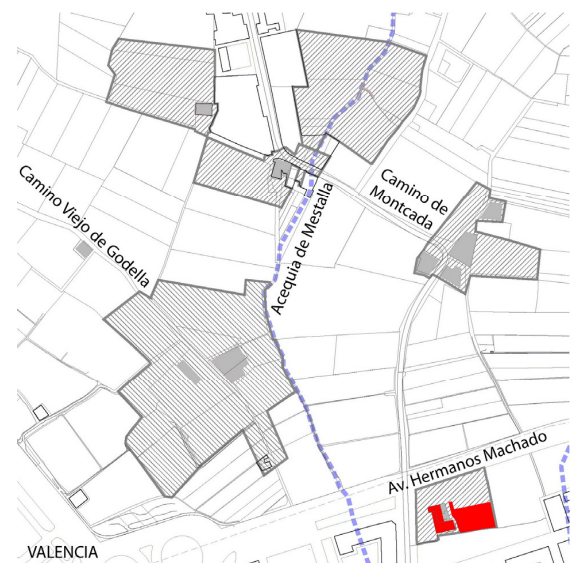 Camino Viejo de Godella
Acequia de Mestalla
Camino de
Montcada
Av. Hermanos Machado
VALENCIA